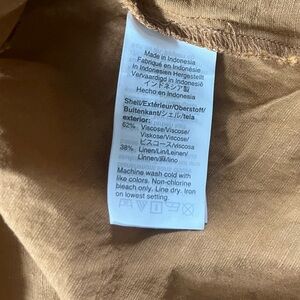 Made in Indonesia
Fabriqué en Indonésie
In Indonesien Hergestellt
Vervaardigd in Indonesië
インドネシア製
Hecho en Indonesia
Shell/Extérieur/Oberstoff/
Buitenkant/シェル/tela
exterior:
62% Viscose/Viscose/
Viskose/Viscose/
ビスコース/viscosa
38% Linen/Lin/Leinen/
Linnen/麻/lino
Machine wash cold with
like colors. Non-chlorine
bleach only. Line dry. Iron on
lowest setting.